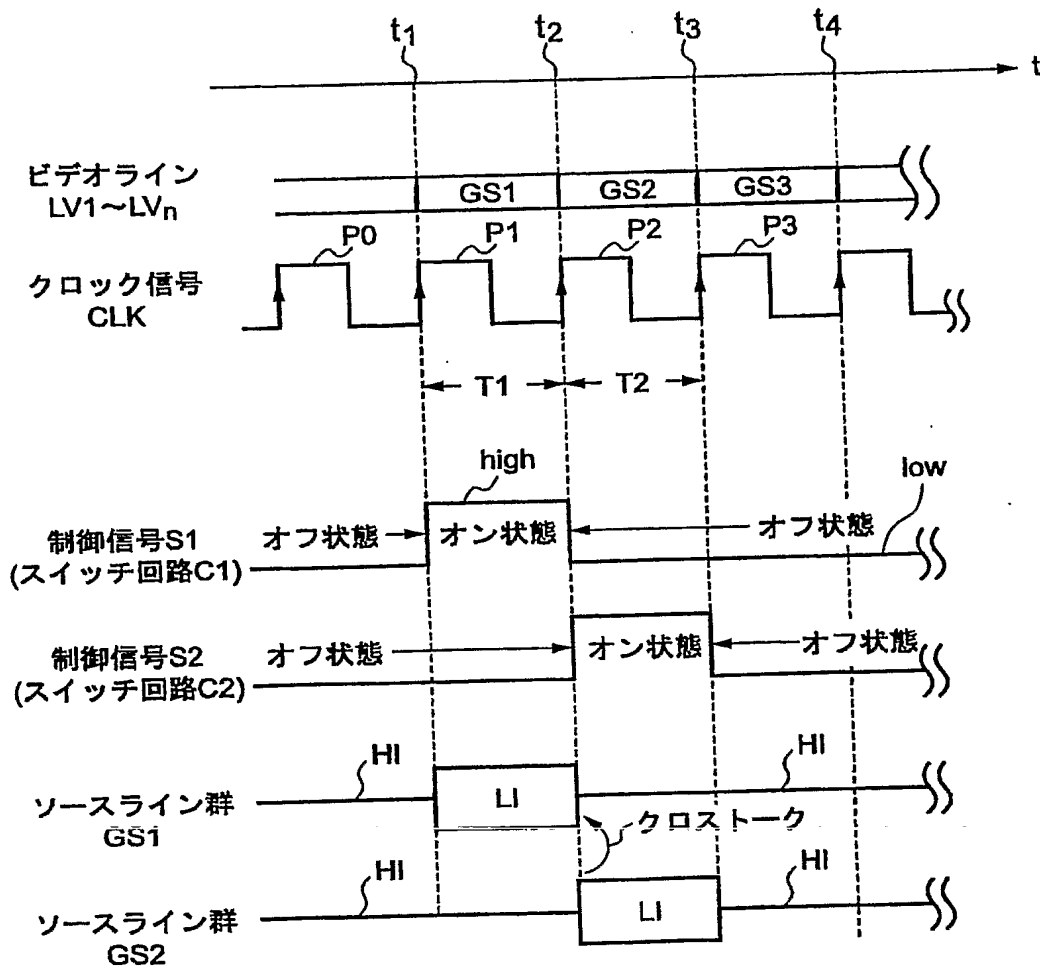 t1 t2 t3 t4
t
ビデオライン
LV1〜LVn
GS1 GS2 GS3
P0 P1 P2 P3
クロック信号
CLK
T1 T2
high
low
制御信号S1
(スイッチ回路C1)
オフ状態 オン状態 オフ状態
制御信号S2
(スイッチ回路C2)
オフ状態 オン状態 オフ状態
HI HI
ソースライン群
GS1
LI
クロストーク
HI HI
ソースライン群
GS2
LI